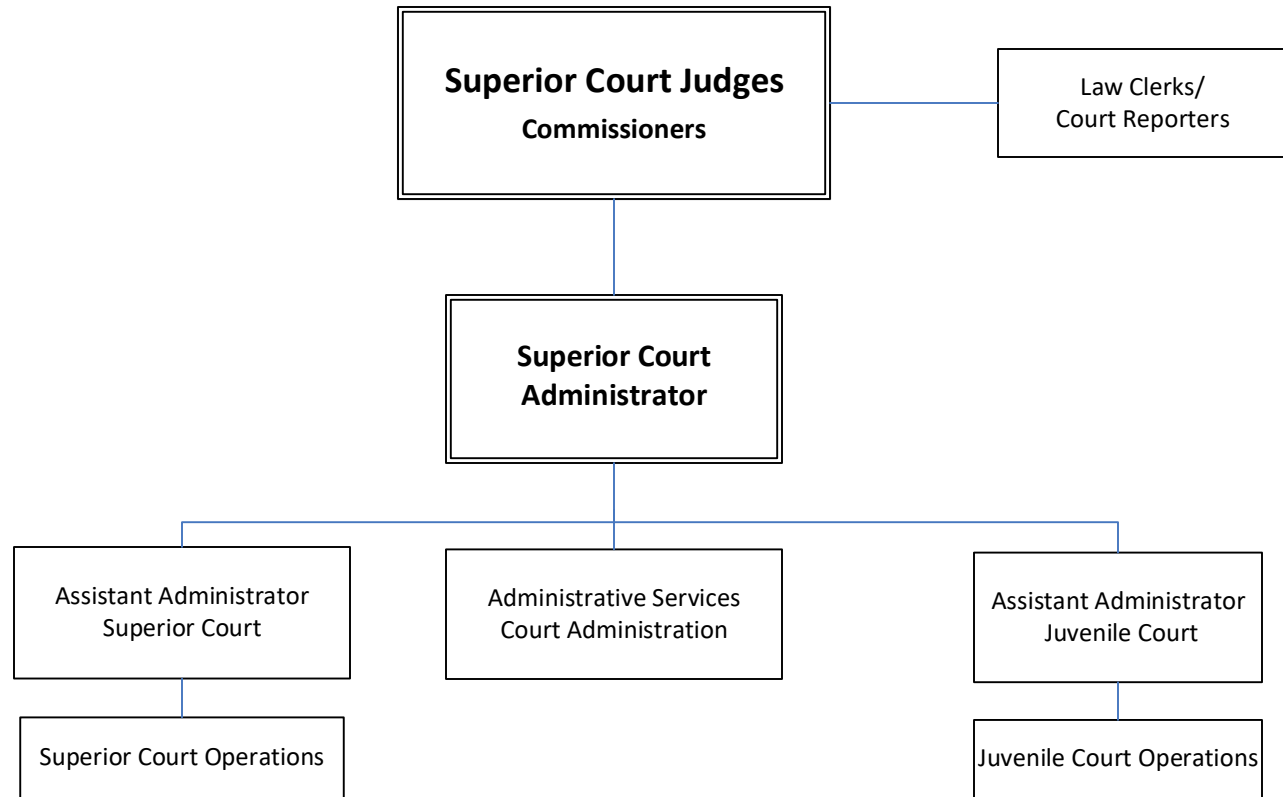 Superior Court Judges
Commissioners
Law Clerks/
Court Reporters
Superior Court
Administrator
Assistant Administrator
Superior Court
Administrative Services
Court Administration
Assistant Administrator
Juvenile Court
Superior Court Operations
Juvenile Court Operations